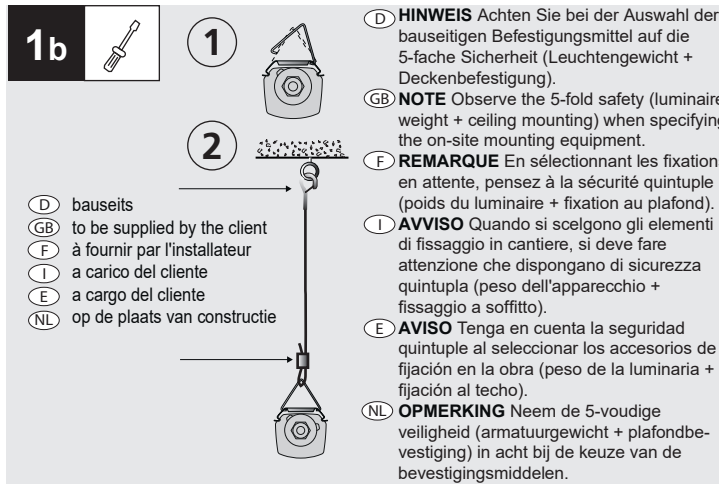 1b
1
2
D bauseits
GB to be supplied by the client
F à fournir par l'installateur
I a carico del cliente
E a cargo del cliente
NL op de plaats van constructie
D HINWEIS Achten Sie bei der Auswahl der
bauseitigen Befestigungsmittel auf die
5-fache Sicherheit (Leuchtengewicht +
Deckenbefestigung).
GB NOTE Observe the 5-fold safety (luminaire
weight + ceiling mounting) when specifying
the on-site mounting equipment.
F REMARQUE En sélectionnant les fixation
en attente, pensez à la sécurité quintuple
(poids du luminaire + fixation au plafond).
I AVVISO Quando si scelgono gli elementi
di fissaggio in cantiere, si deve fare
attenzione che dispongano di sicurezza
quintupla (peso dell'apparecchio +
fissaggio a soffitto).
E AVISO Tenga en cuenta la seguridad
quintuple al seleccionar los accesorios de
fijación en la obra (peso de la luminaria +
fijación al techo).
NL OPMERKING Neem de 5-voudige
veiligheid (armatuurgewicht + plafondbe-
vestiging) in acht bij de keuze van de
bevestigingsmiddelen.